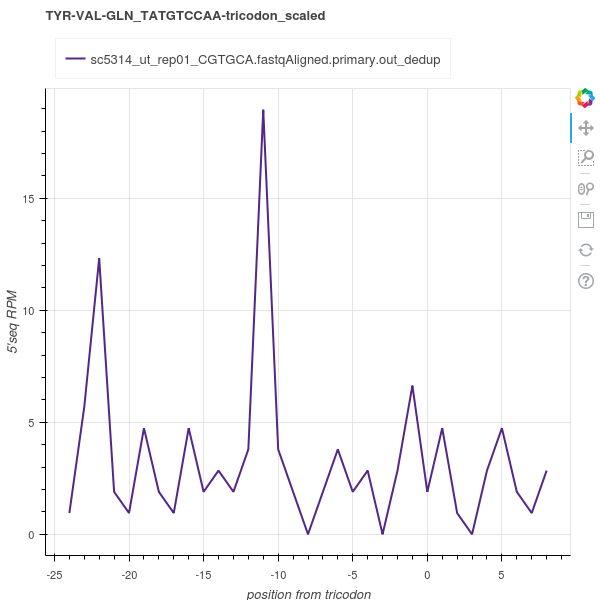 TYR-VAL-GLN_TATGTCCAA-tricodon_scaled
sc5314_ut_rep01_CGTGCA.fastqAligned.primary.out_dedup
15
10
5
0
5'seq RPM
-25 -20 -15 -10 -5 0 5
position from tricodon